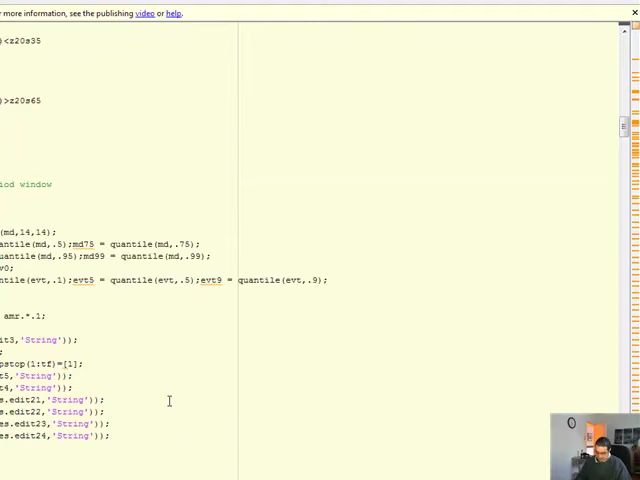 r more information, see the publishing video or help.
)<z20s35
)>z20s65
iod window
(md,14,14);
antile(md,.5);md75 = quantile(md,.75);
uantile(md,.95);md99 = quantile(md,.99);
v0;
antile(evt,.1);evt5 = quantile(evt,.5);evt9 = quantile(evt,.9);
amr.*.1;
it3,'String'));
;
pstop(1:tf)=[1];
t5,'String'));
t4,'String'));
s.edit21,'String'));
es.edit22,'String'));
es.edit23,'String'));
es.edit24,'String'));